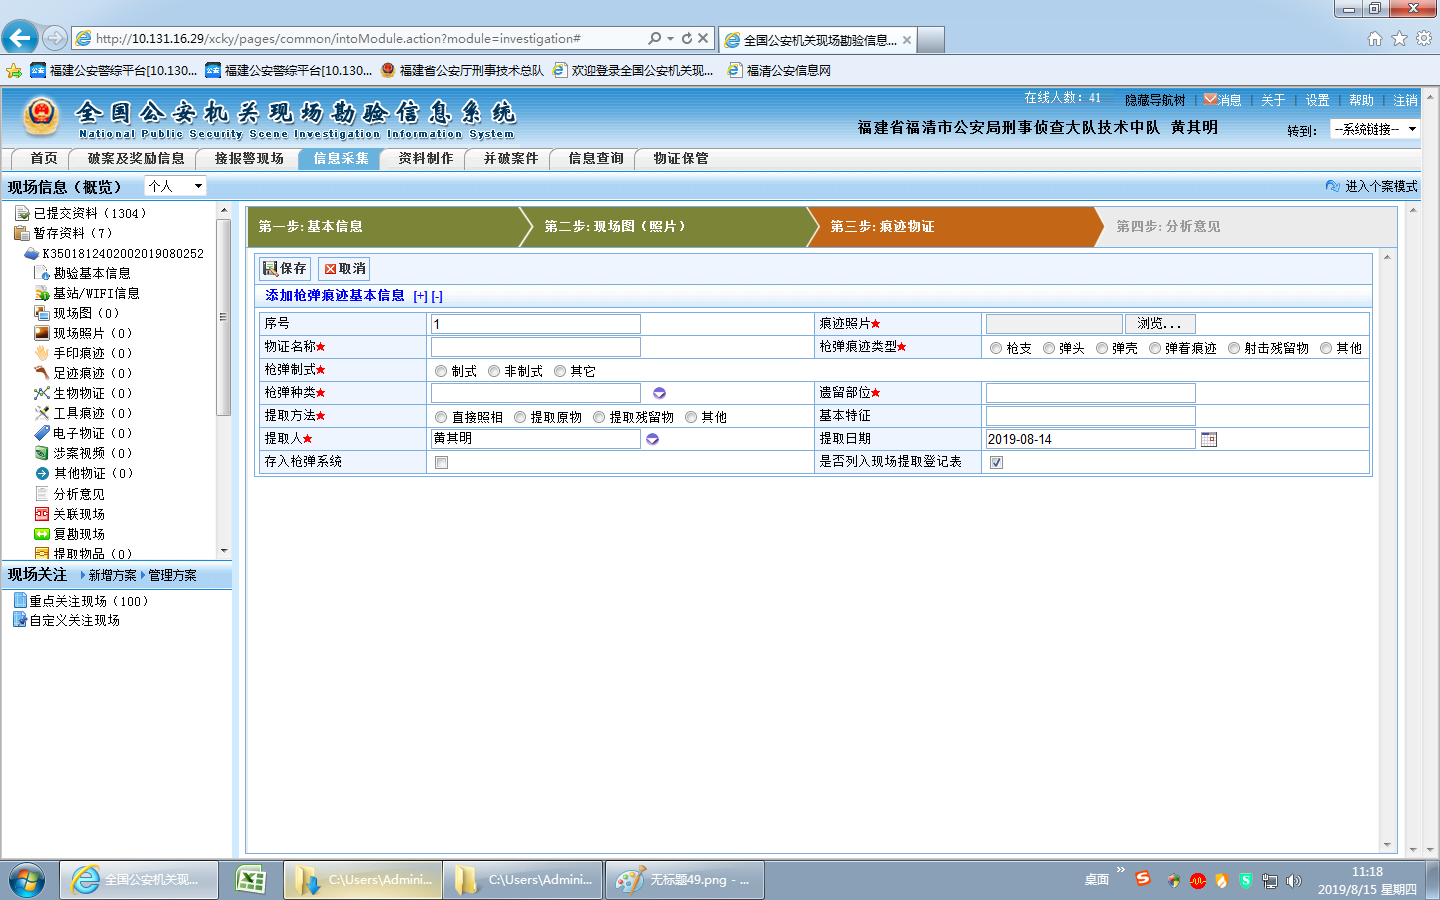 http://10.131.16.29/xcky/pages/common/intoModule.action?module=investigation#
全国公安机关现场勘验信息...
福建公安警综平台[10.130...
福建公安警综平台[10.130...
福建省公安厅刑事技术总队
欢迎登录全国公安机关现...
福清公安信息网
全国公安机关现场勘验信息系统
National Public Security Scene Investigation Information System
在线人数：41
隐藏导航树
消息
关于
设置
帮助
注销
福建省福清市公安局刑事侦查大队技术中队 黄其明
转到：
--系统链接--
首页
破案及奖励信息
接报警现场
信息采集
资料制作
并破案件
信息查询
物证保管
现场信息（概览）
个人
进入个案模式
已提交资料（1304）
暂存资料（7）
K3501812402002019080252
勘验基本信息
基站/WIFI信息
现场图（0）
现场照片（0）
手印痕迹（0）
足迹痕迹（0）
生物物证（0）
工具痕迹（0）
电子物证（0）
涉案视频（0）
其他物证（0）
分析意见
关联现场
复勘现场
提取物品（0）
现场关注
新增方案
管理方案
重点关注现场（100）
自定义关注现场
第一步：基本信息
第二步：现场图（照片）
第三步：痕迹物证
第四步：分析意见
保存
取消
添加枪弹痕迹基本信息 [+] [-]
序号
1
痕迹照片★
浏览...
物证名称★
枪弹痕迹类型★
枪支 弹头 弹壳 弹着痕迹 射击残留物 其他
枪弹制式★
制式 非制式 其它
枪弹种类★
遗留部位★
提取方法★
直接照相 提取原物 提取残留物 其他
基本特征
提取人★
黄其明
提取日期
2019-08-14
存入枪弹系统
是否列入现场提取登记表
全国公安机关现...
C:\Users\Admini...
C:\Users\Admini...
无标题49.png - ...
桌面
11:18
2019/8/15 星期四